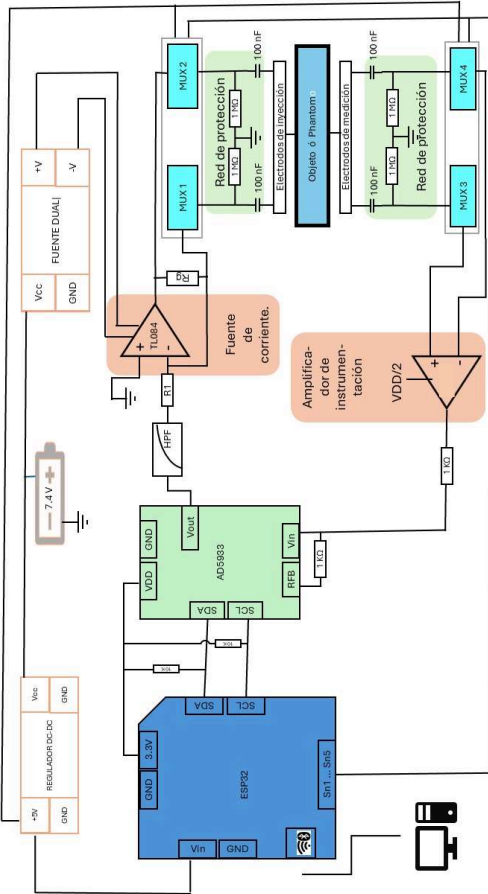 REGULADOR DC-DC
+5V
GND
Vcc
GND
7.4 V
FUENTE DUAL|
Vcc
GND
+V
-V
ESP32
Vin
GND
GND
3.3V
SDA
SCL
Sn1 ... Sn5
10K
10K
AD5933
VDD
GND
SDA
SCL
Vout
RFB
Vin
1 KΩ
1 KΩ
HPF
R1
TL084
+
-
Rg
Fuente
de
corriente.
Amplifica-
dor de
instrumen-
tación
VDD/2
+
-
MUX 1
MUX 2
Red de protección
1 MΩ
1 MΩ
100 nF
100 nF
Electrodos de inyección
Objeto ó Phantomo
Electrodos de medición
100 nF
100 nF
1 MΩ
1 MΩ
Red de protección
MUX 3
MUX 4